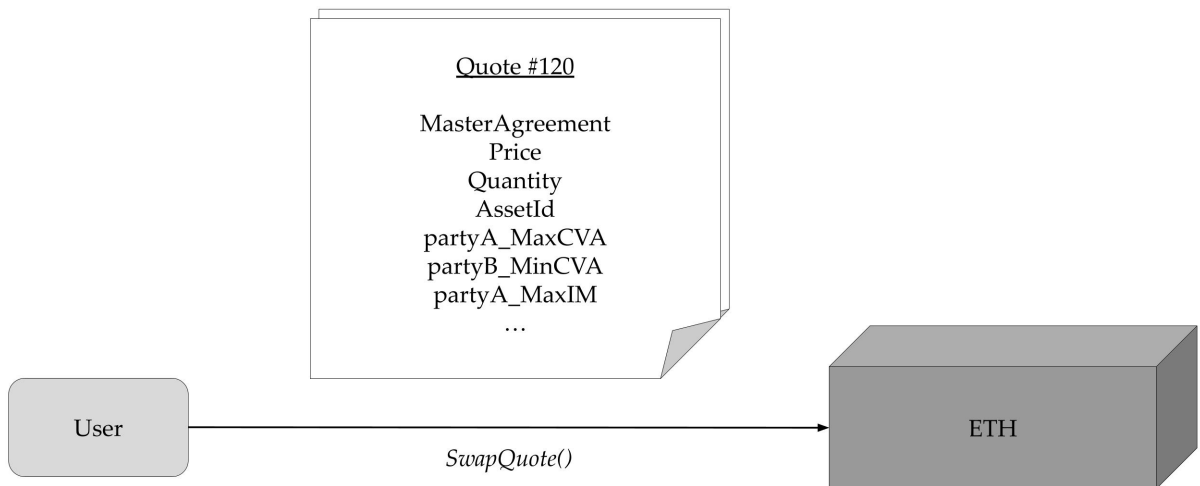 Quote #120
MasterAgreement
Price
Quantity
AssetId
partyA_MaxCVA
partyB_MinCVA
partyA_MaxIM
…
User
SwapQuote()
ETH